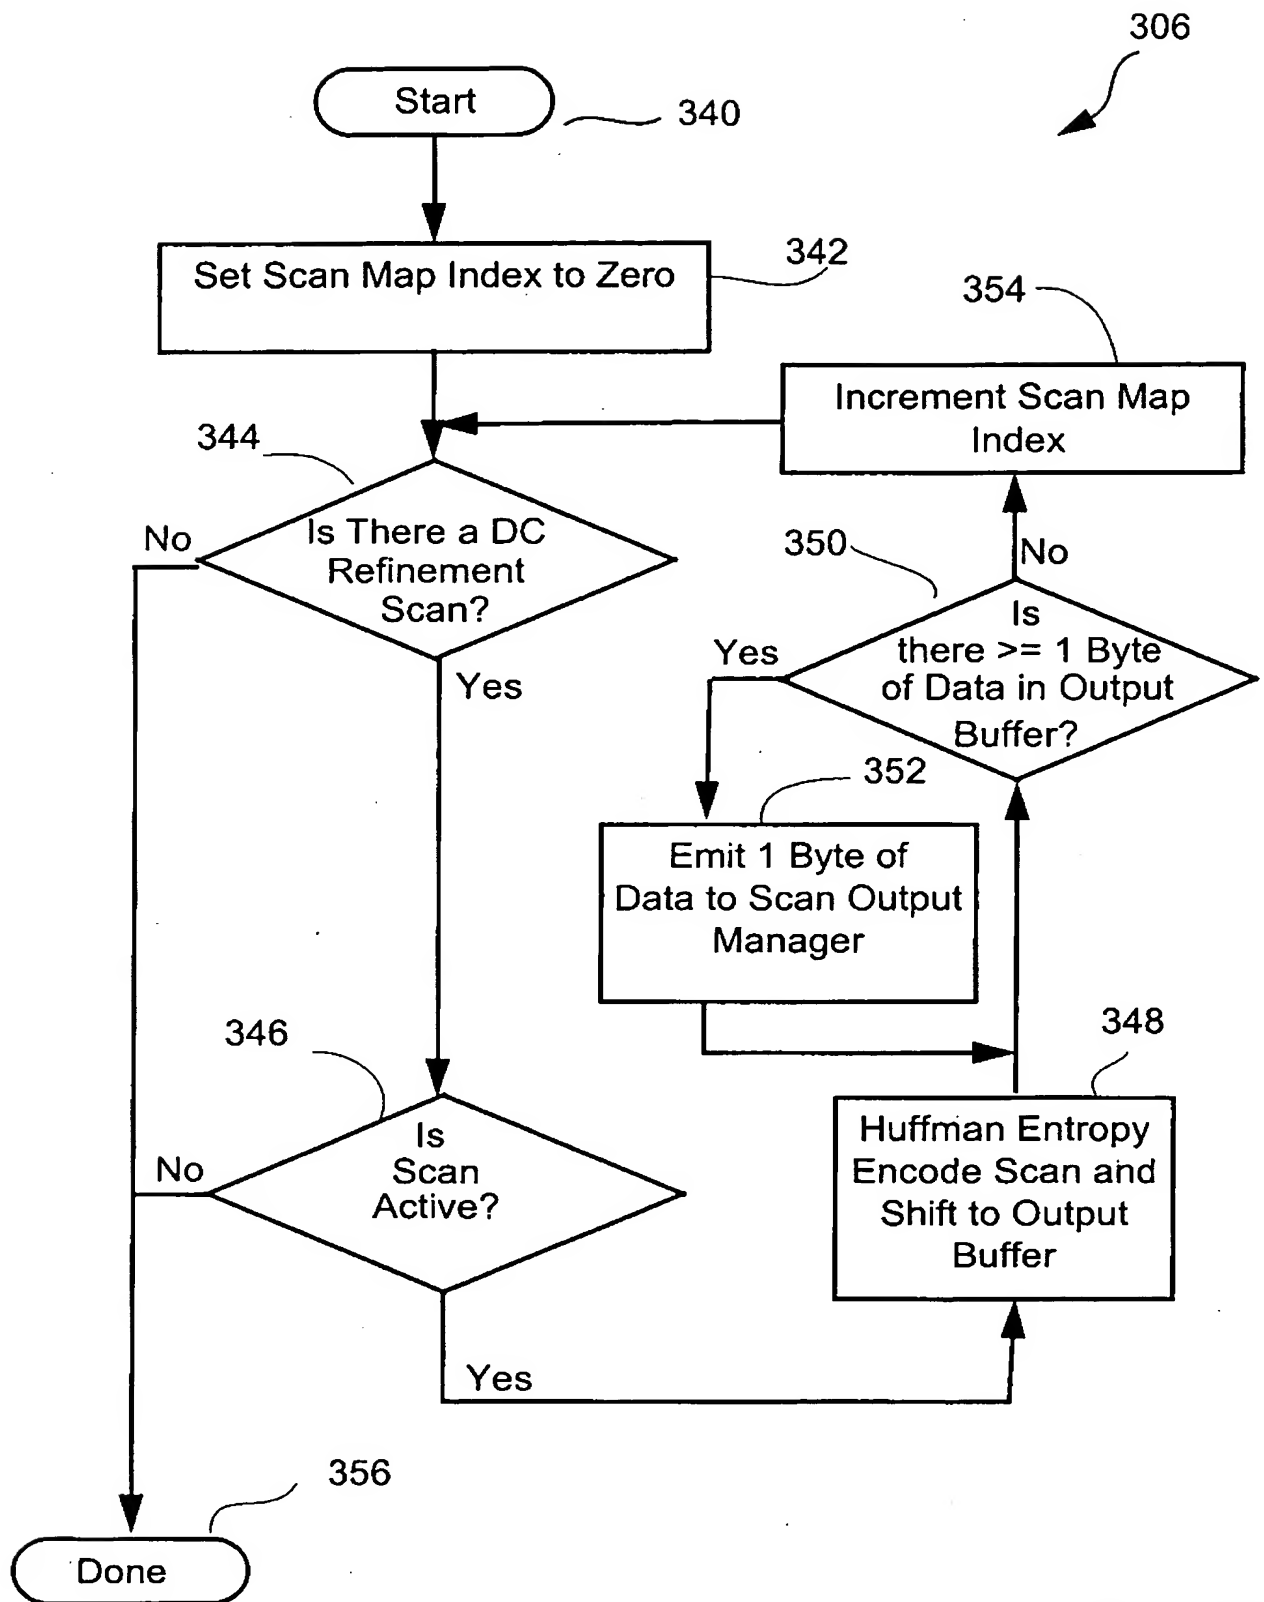 306
Start
340
Set Scan Map Index to Zero
342
354
Increment Scan Map
Index
344
No
Is There a DC
Refinement
Scan?
Yes
350
No
Is
there >= 1 Byte
of Data in Output
Buffer?
Yes
352
Emit 1 Byte of
Data to Scan Output
Manager
346
No
Is
Scan
Active?
Yes
348
Huffman Entropy
Encode Scan and
Shift to Output
Buffer
356
Done